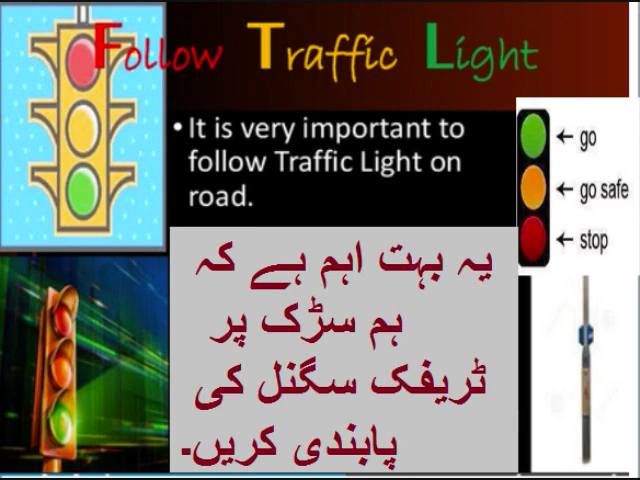 Follow Traffic Light
• It is very important to
follow Traffic Light on
road.
← go
← go safe
← stop
یہ بہت اہم ہے کہ
ہم سڑک پر
ٹریفک سگنل کی
پابندی کریں۔